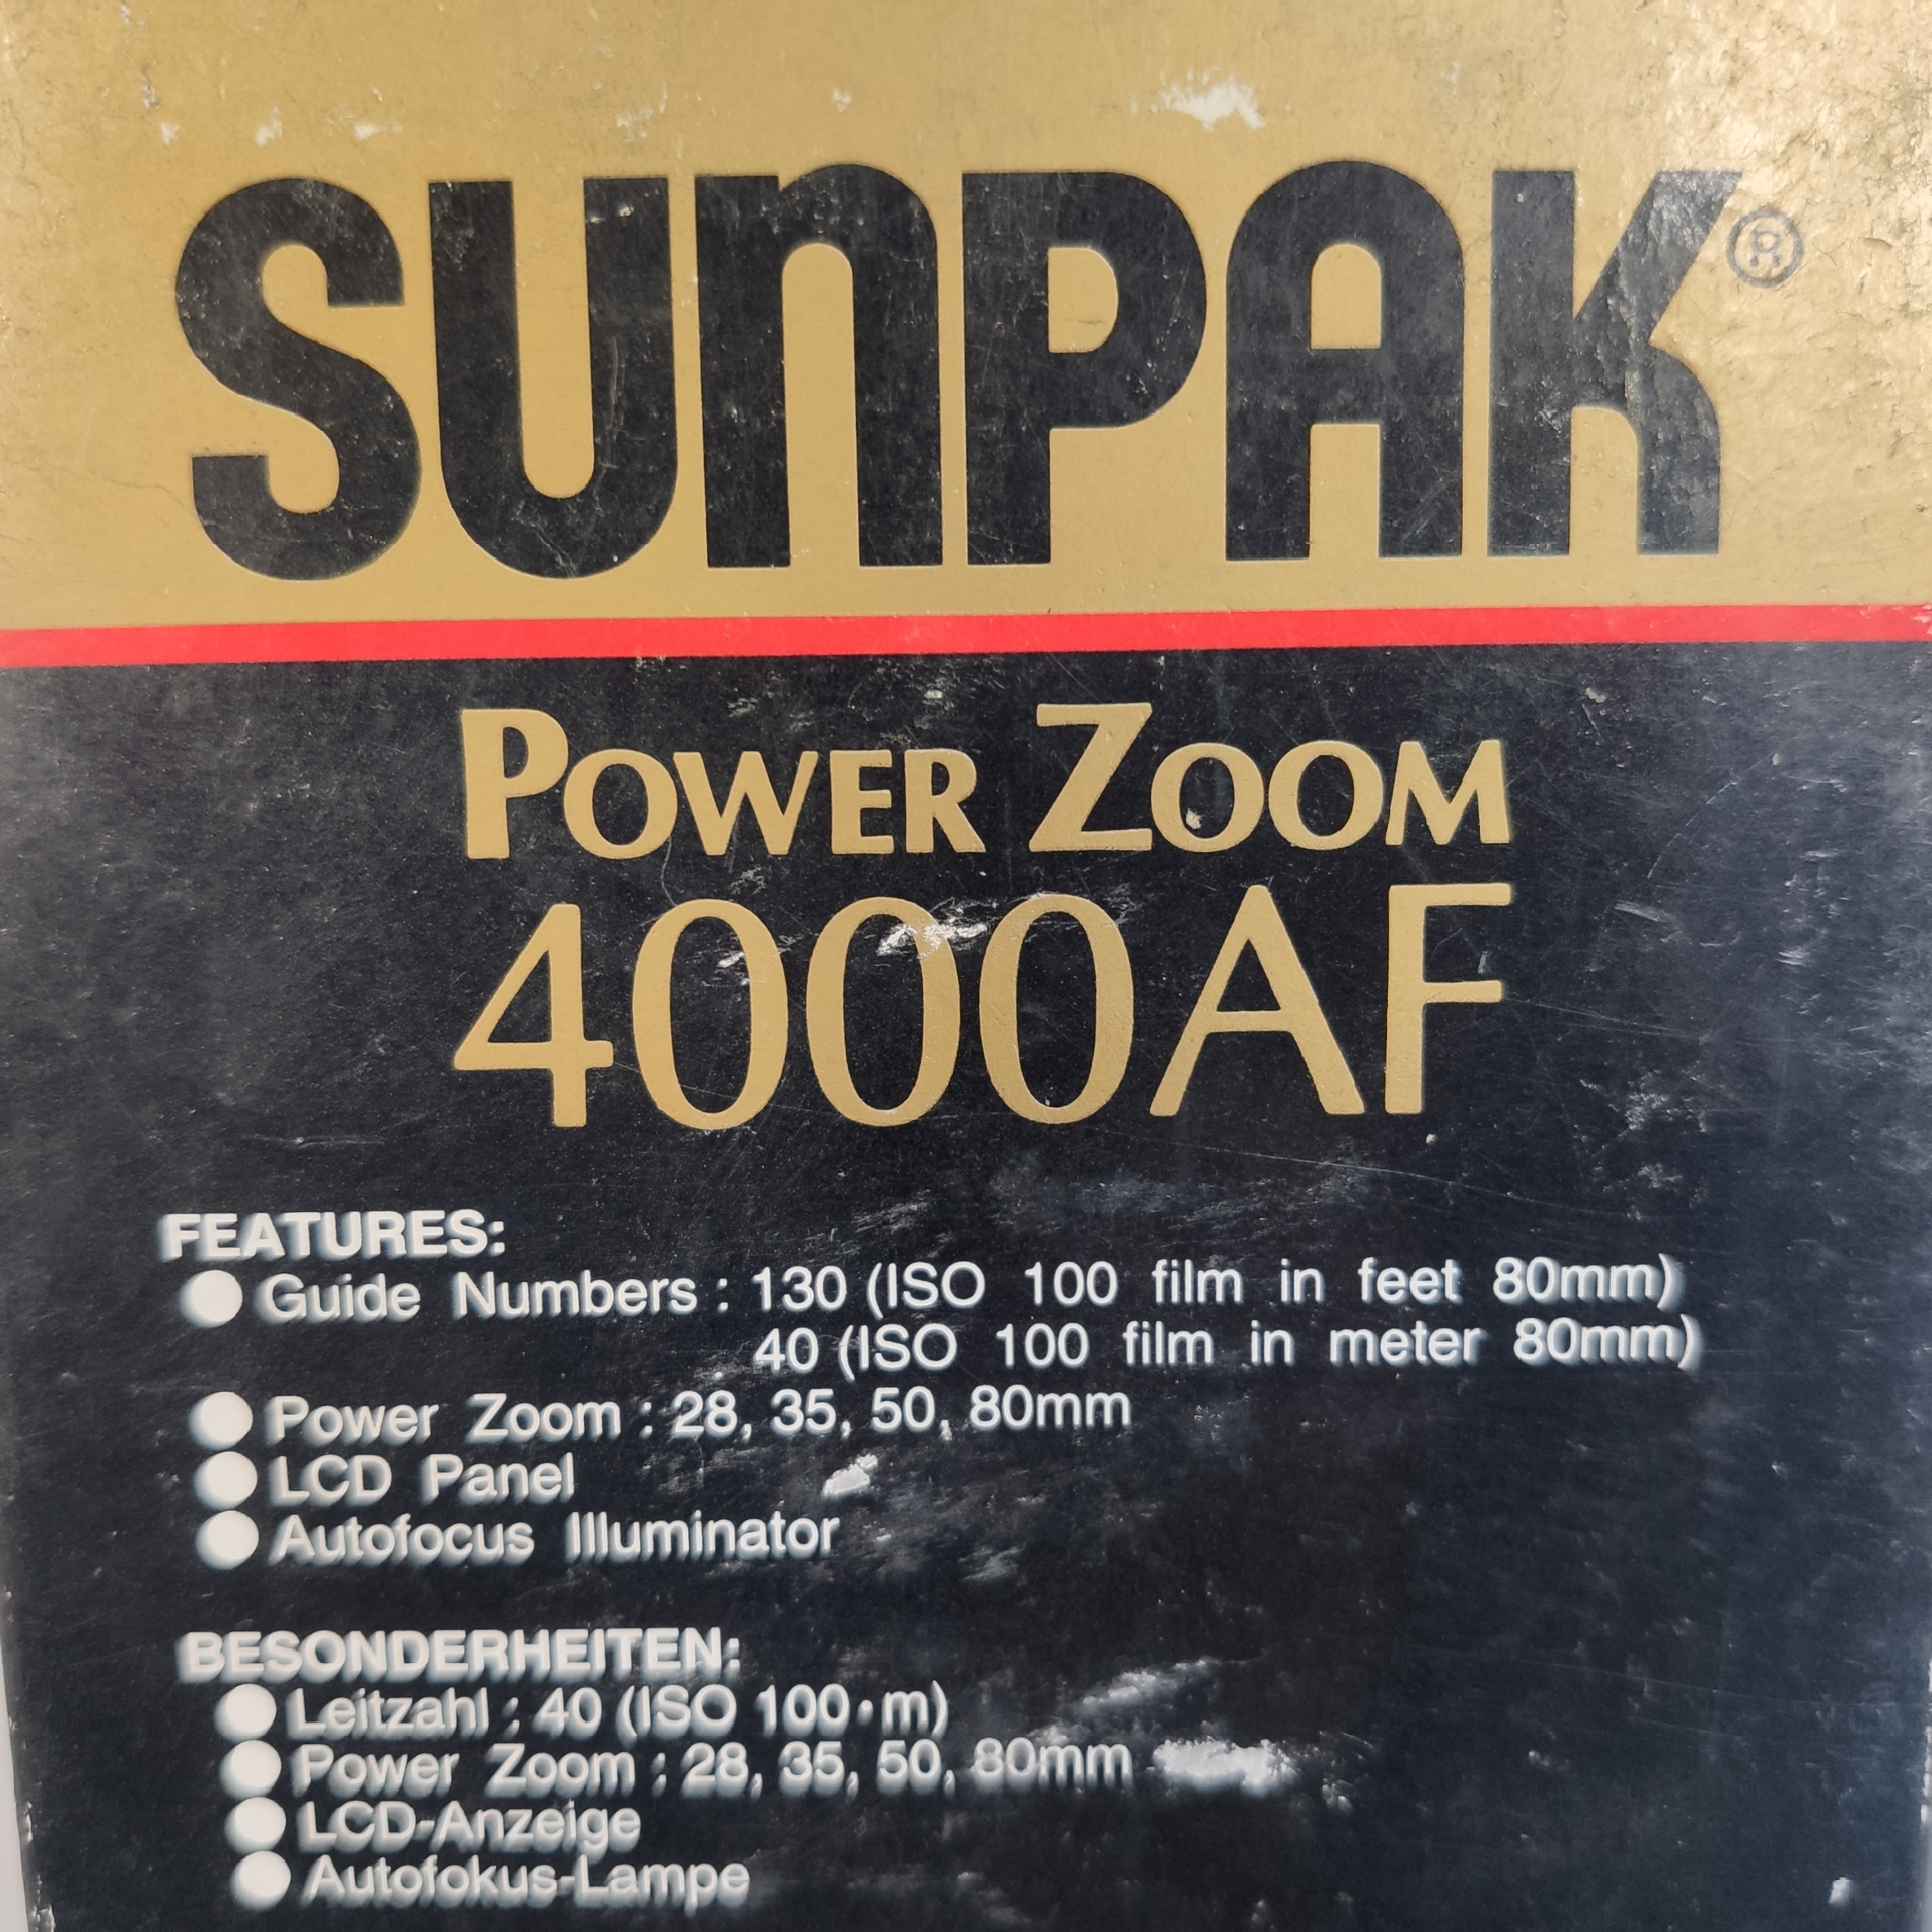 SUNPAK®
POWER ZOOM
4000AF
FEATURES:
● Guide Numbers : 130 (ISO 100 film in feet 80mm)
40 (ISO 100 film in meter 80mm)
● Power Zoom : 28, 35, 50, 80mm
● LCD Panel
● Autofocus Illuminator
BESONDERHEITEN:
● Leitzahl : 40 (ISO 100·m)
● Power Zoom : 28, 35, 50, 80mm
● LCD-Anzeige
● Autofokus-Lampe